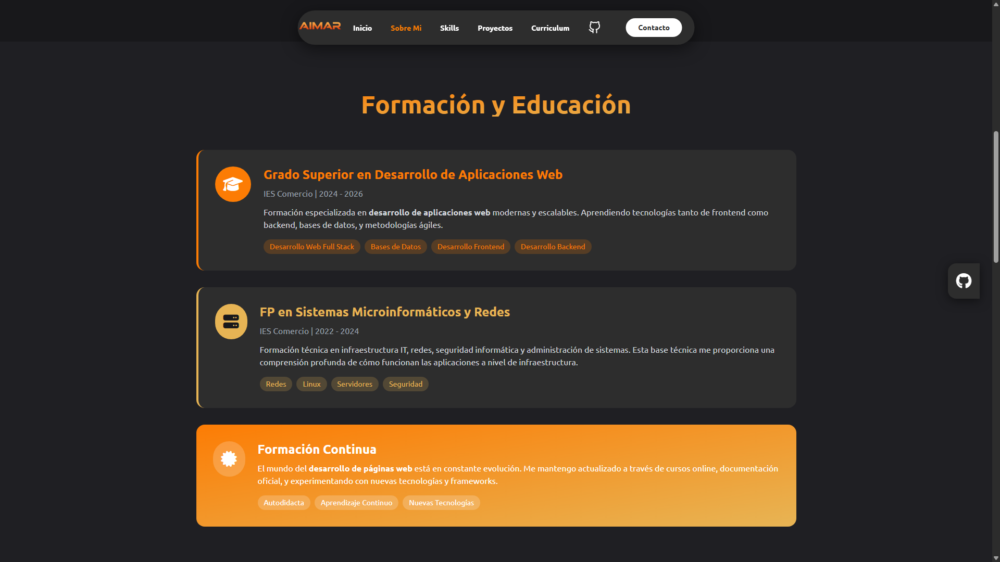 AIMAR
Inicio
Sobre Mi
Skills
Proyectos
Curriculum
Contacto
Formación y Educación
Grado Superior en Desarrollo de Aplicaciones Web
IES Comercio | 2024 - 2026
Formación especializada en desarrollo de aplicaciones web modernas y escalables. Aprendiendo tecnologías tanto de frontend como
backend, bases de datos, y metodologías ágiles.
Desarrollo Web Full Stack
Bases de Datos
Desarrollo Frontend
Desarrollo Backend
FP en Sistemas Microinformáticos y Redes
IES Comercio | 2022 - 2024
Formación técnica en infraestructura IT, redes, seguridad informática y administración de sistemas. Esta base técnica me proporciona una
comprensión profunda de cómo funcionan las aplicaciones a nivel de infraestructura.
Redes
Linux
Servidores
Seguridad
Formación Continua
El mundo del desarrollo de páginas web está en constante evolución. Me mantengo actualizado a través de cursos online, documentación
oficial, y experimentando con nuevas tecnologías y frameworks.
Autodidacta
Aprendizaje Continuo
Nuevas Tecnologías